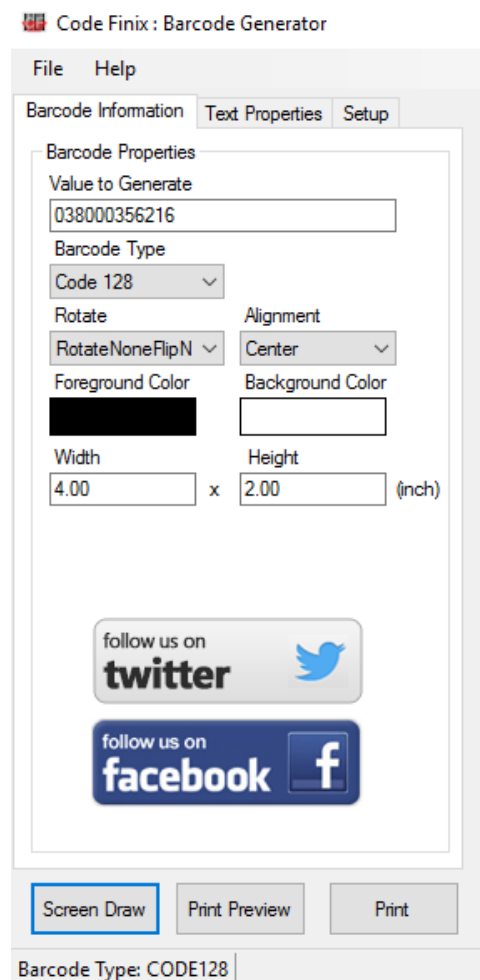 Code Finix : Barcode Generator
File Help
Barcode Information Text Properties Setup
Barcode Properties
Value to Generate
038000356216
Barcode Type
Code 128
Rotate Alignment
RotateNoneFlipN Center
Foreground Color Background Color
Width Height
4.00 x 2.00 (inch)
follow us on
twitter
follow us on
facebook f
Screen Draw Print Preview Print
Barcode Type: CODE128